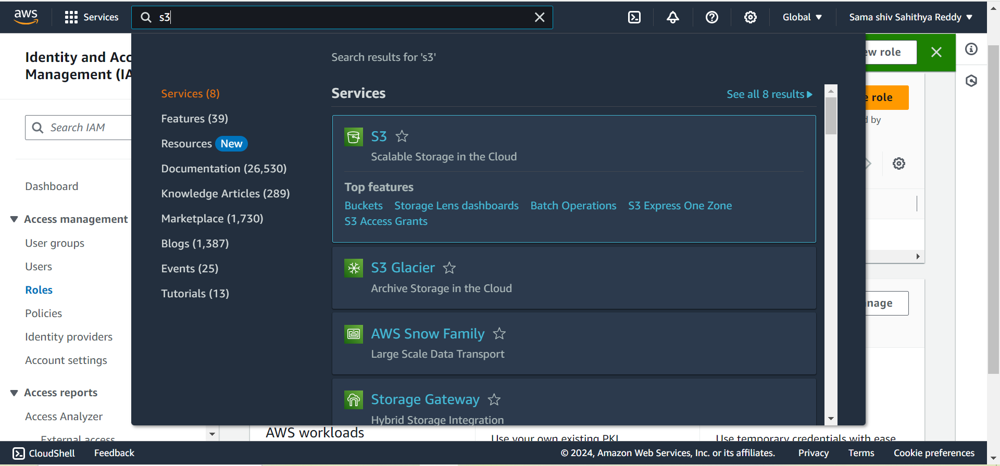 aws
Services
s3
Global
Sama shiv Sahithya Reddy
Identity and Acc
Management (IA
Search IAM
Dashboard
Access management
User groups
Users
Roles
Policies
Identity providers
Account settings
Access reports
Access Analyzer
External access
Search results for 's3'
Services (8)
Features (39)
Resources New
Documentation (26,530)
Knowledge Articles (289)
Marketplace (1,730)
Blogs (1,387)
Events (25)
Tutorials (13)
Services
See all 8 results
S3
Scalable Storage in the Cloud
Top features
Buckets Storage Lens dashboards Batch Operations S3 Express One Zone
S3 Access Grants
S3 Glacier
Archive Storage in the Cloud
AWS Snow Family
Large Scale Data Transport
Storage Gateway
Hybrid Storage Integration
ew role
e role
d by
nage
AWS workloads
Use your own existing PKI
Use temporary credentials with ease
CloudShell
Feedback
© 2024, Amazon Web Services, Inc. or its affiliates.
Privacy
Terms
Cookie preferences